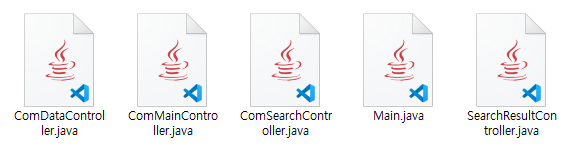 ComDataControl
ler.java
ComMainContro
ller.java
ComSearchContr
oller.java
Main.java
SearchResultCon
troller.java